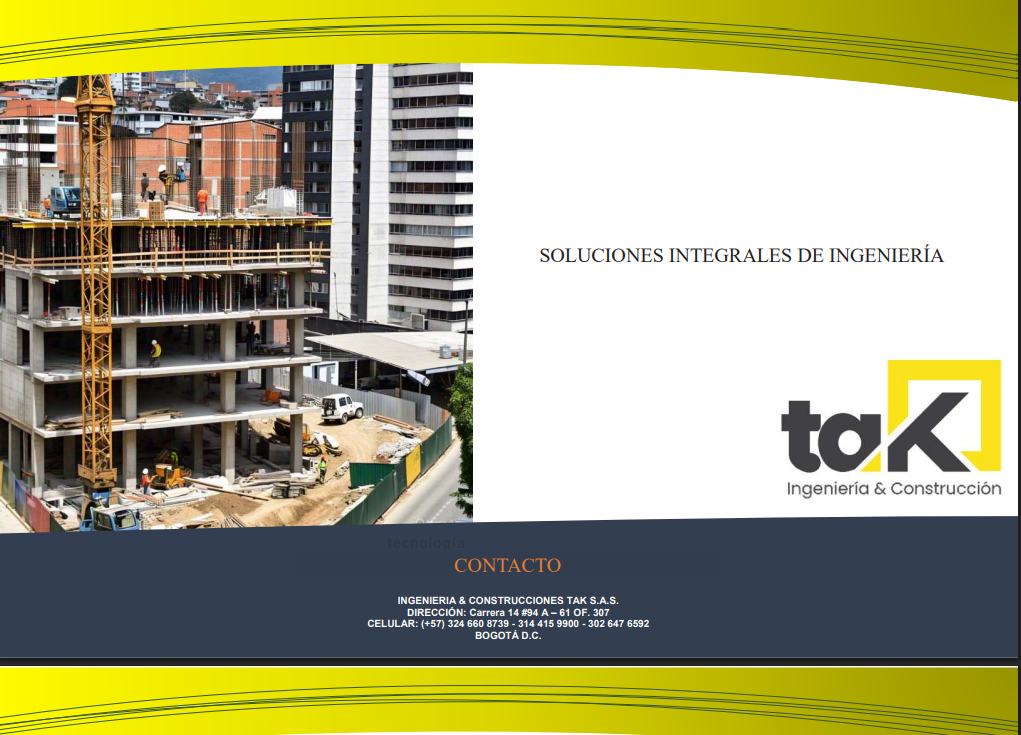 SOLUCIONES INTEGRALES DE INGENIERÍA
taK
Ingeniería & Construcción
tecnología
CONTACTO
INGENIERIA & CONSTRUCCIONES TAK S.A.S.
DIRECCIÓN: Carrera 14 #94 A – 61 OF. 307
CELULAR: (+57) 324 660 8739 - 314 415 9900 - 302 647 6592
BOGOTÁ D.C.